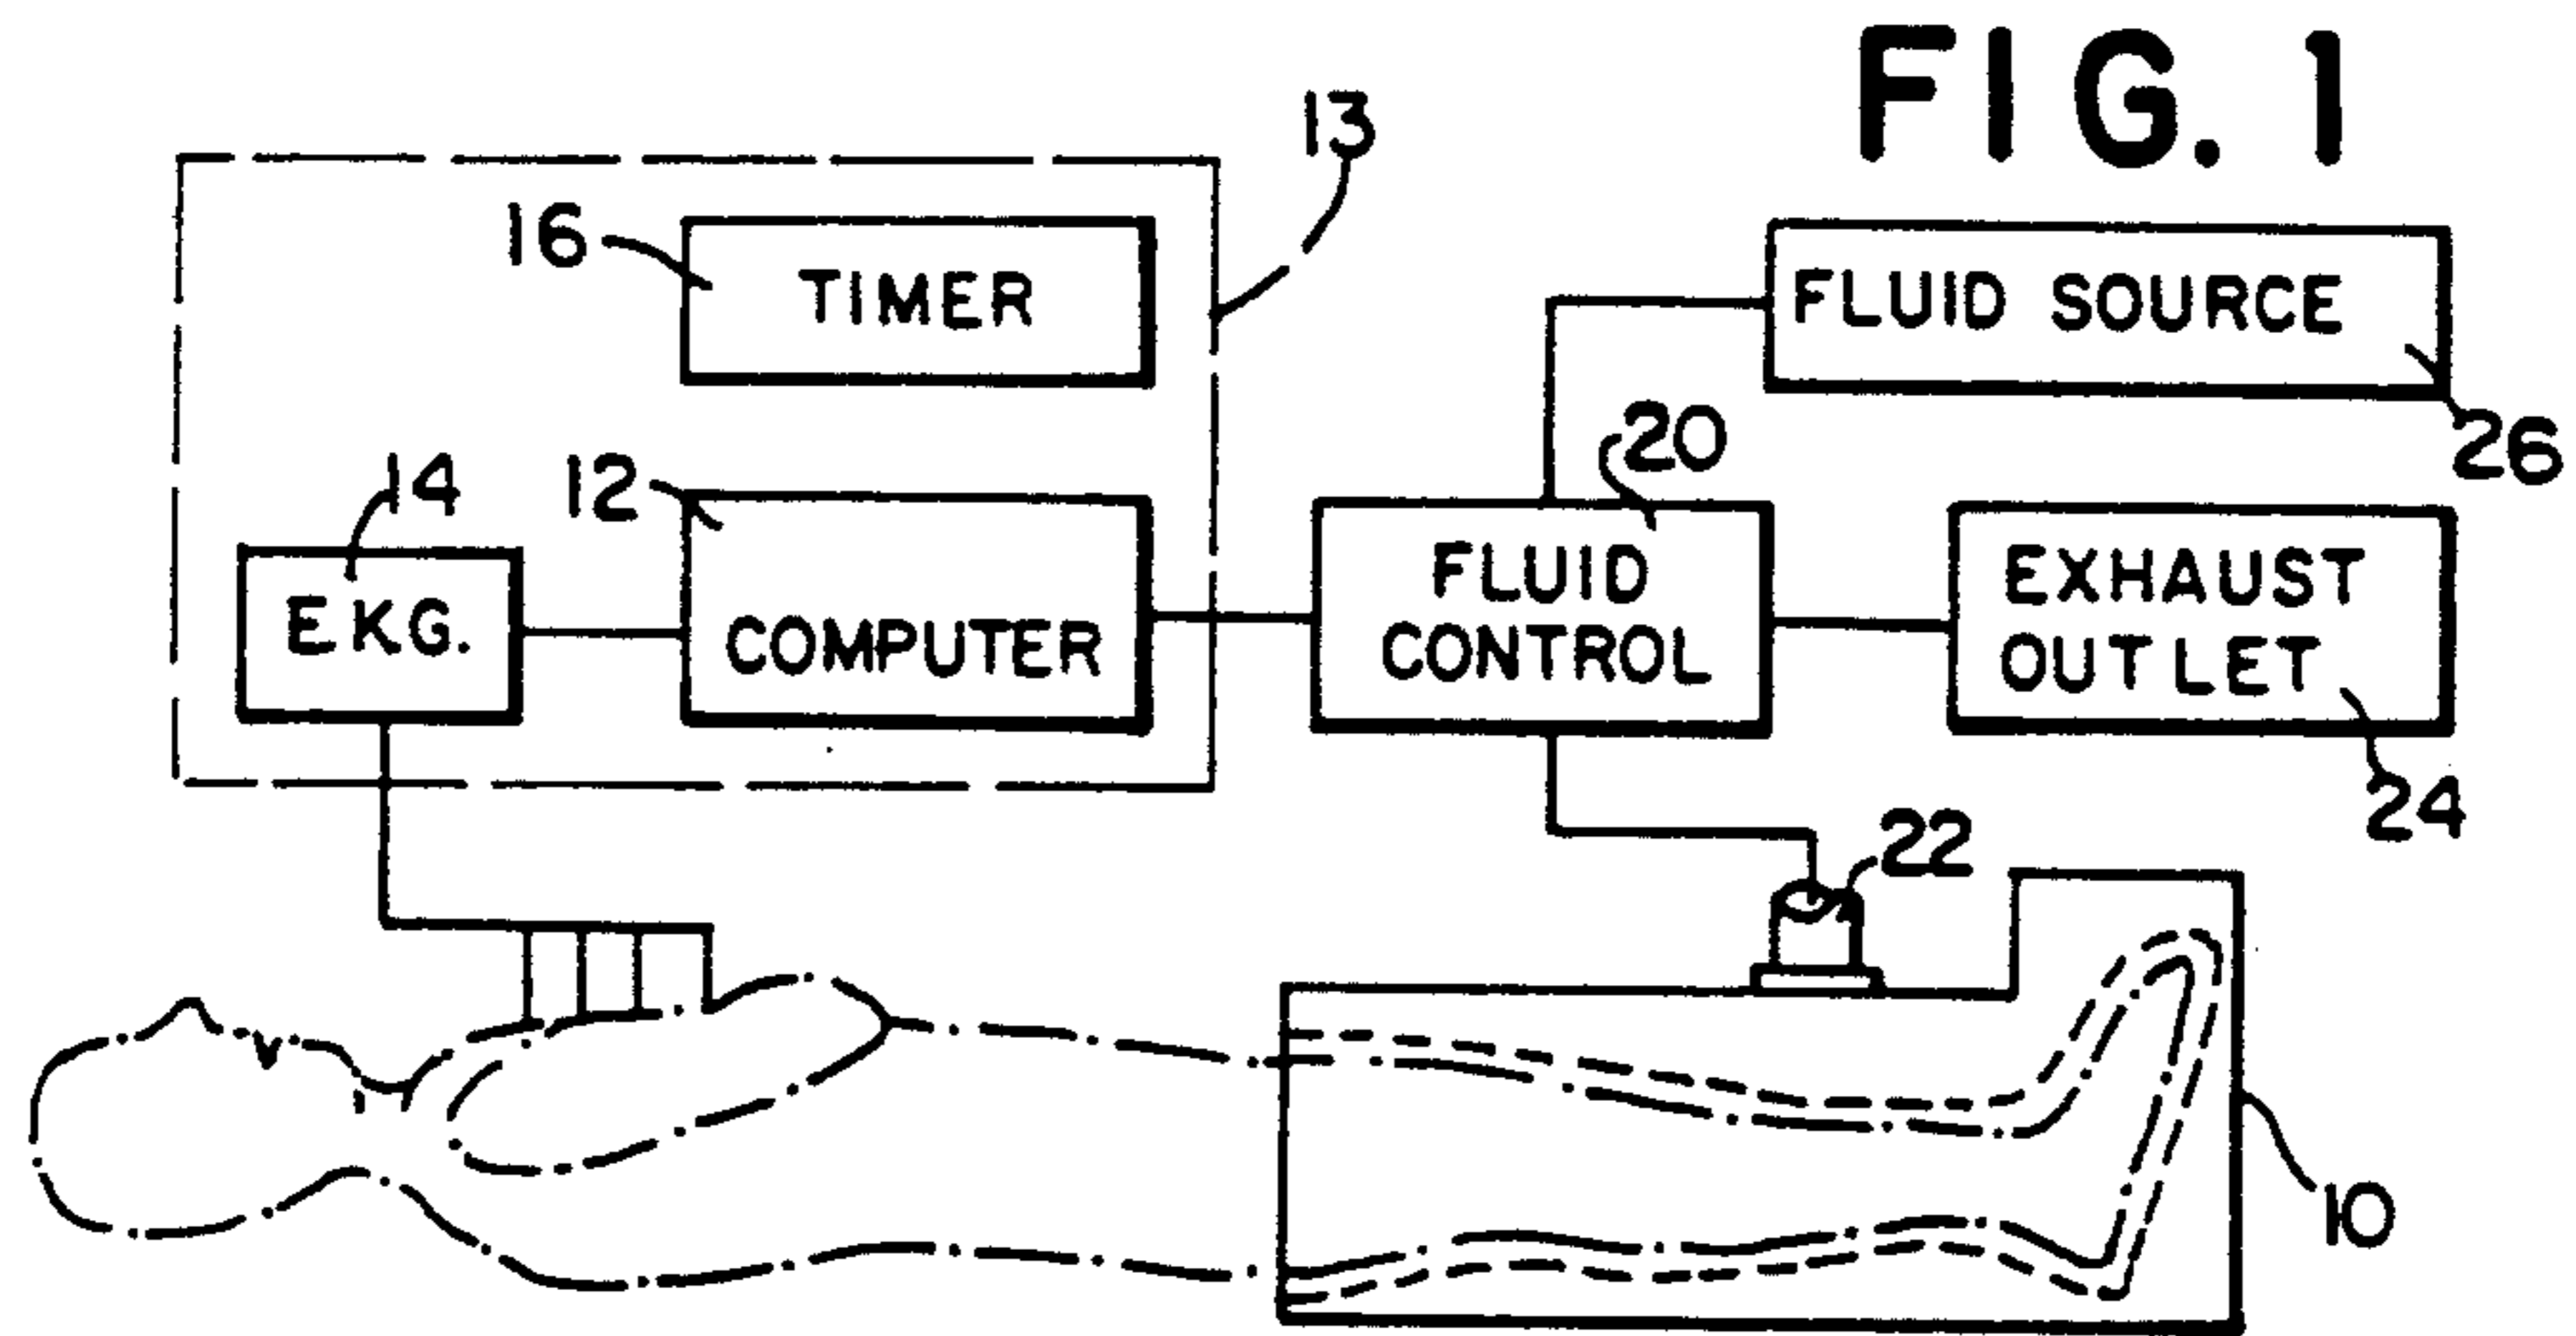 FIG. 1
13
16
TIMER
FLUID SOURCE
26
14
12
20
E.K.G.
COMPUTER
FLUID
CONTROL
EXHAUST
OUTLET
24
22
10